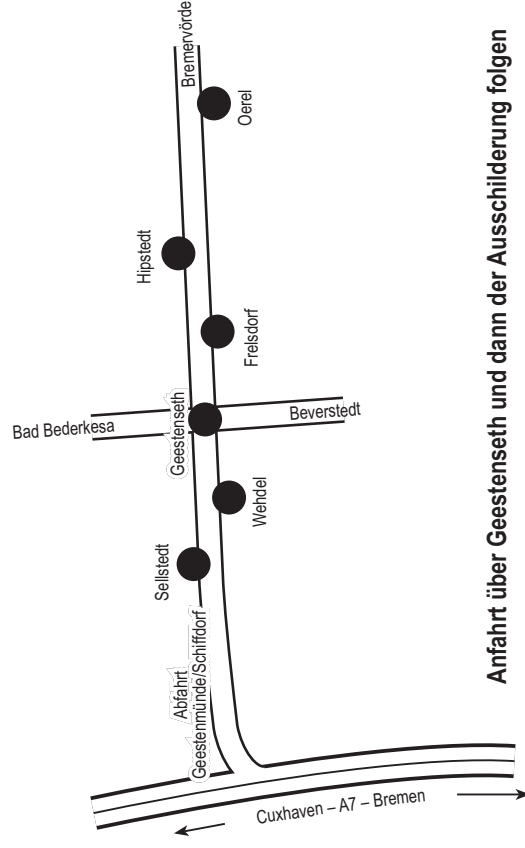 Bremervörde
Oerel
Hipstedt
Frelsdorf
Bad Bederkesa
Geestenseth
Beverstedt
Wehdel
Sellstedt
Abfahrt
Geestenmünde/Schiffdorf
Cuxhaven – A7 – Bremen
Anfahrt über Geestenseth und dann der Ausschilderung folgen